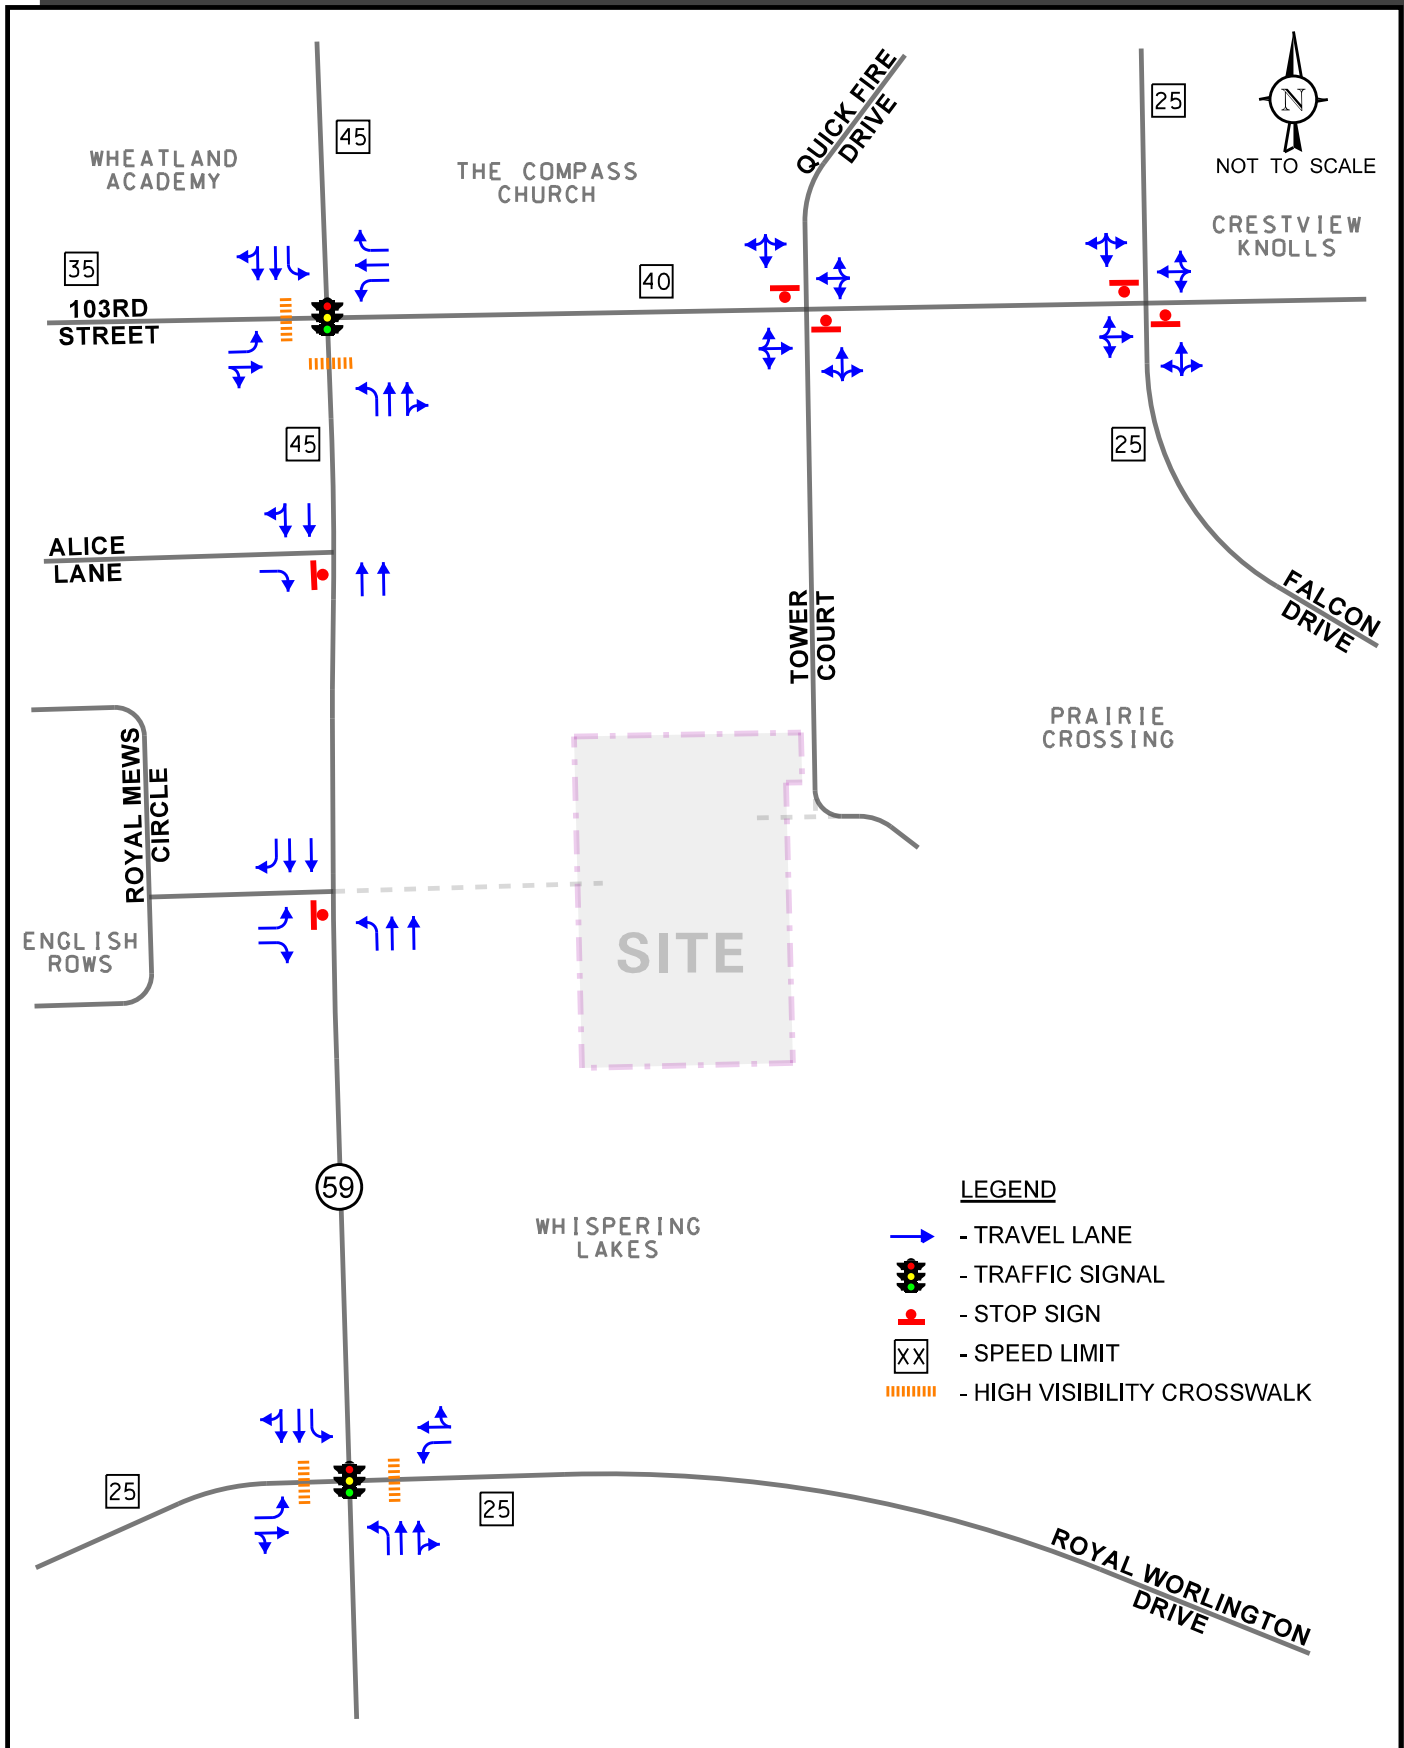 QUICK FIRE
DRIVE
25
N
NOT TO SCALE
45
WHEATLAND
ACADEMY
THE COMPASS
CHURCH
CRESTVIEW
KNOLLS
35
40
103RD
STREET
45
25
ALICE
LANE
FALCON
DRIVE
TOWER
COURT
PRAIRIE
CROSSING
ROYAL MEWS
CIRCLE
ENGLISH
ROWS
SITE
59
WHISPERING
LAKES
LEGEND
- TRAVEL LANE
- TRAFFIC SIGNAL
- STOP SIGN
XX - SPEED LIMIT
- HIGH VISIBILITY CROSSWALK
25
25
ROYAL WORLINGTON
DRIVE